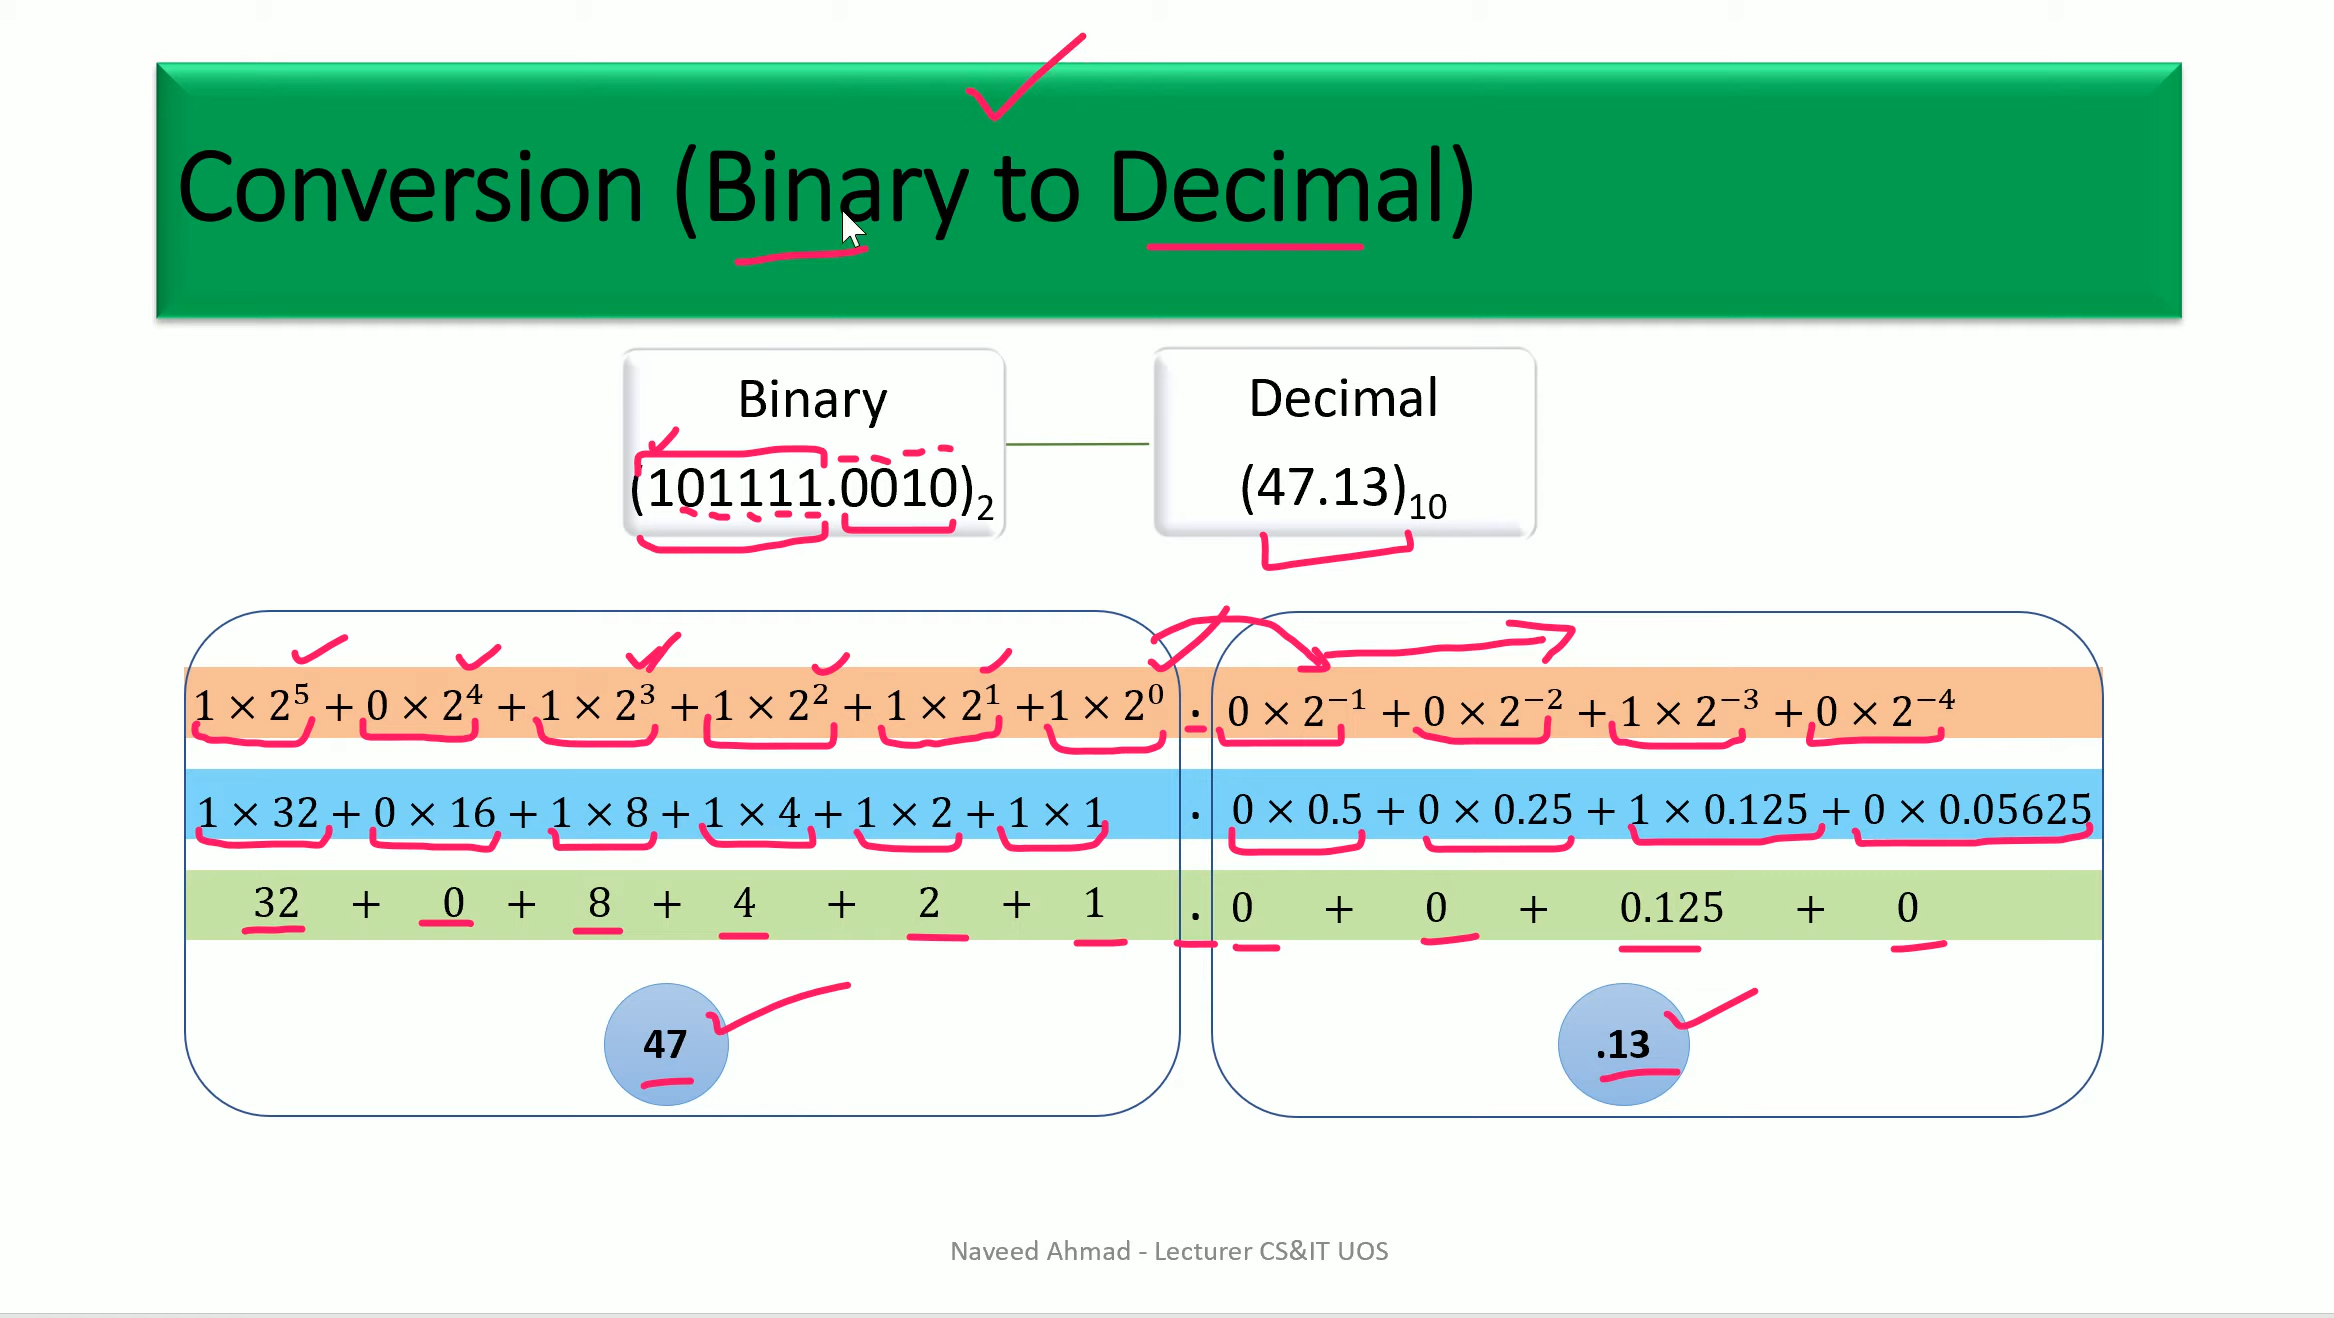 Conversion (Binary to Decimal)
Binary
(101111.0010)₂
Decimal
(47.13)₁₀
1 × 2⁵ + 0 × 2⁴ + 1 × 2³ + 1 × 2² + 1 × 2¹ +1 × 2⁰ . 0 × 2⁻¹ + 0 × 2⁻² + 1 × 2⁻³ + 0 × 2⁻⁴
1 × 32 + 0 × 16 + 1 × 8 + 1 × 4 + 1 × 2 + 1 × 1 . 0 × 0.5 + 0 × 0.25 + 1 × 0.125 + 0 × 0.05625
32 + 0 + 8 + 4 + 2 + 1 . 0 + 0 + 0.125 + 0
47
.13
Naveed Ahmad - Lecturer CS&IT UOS